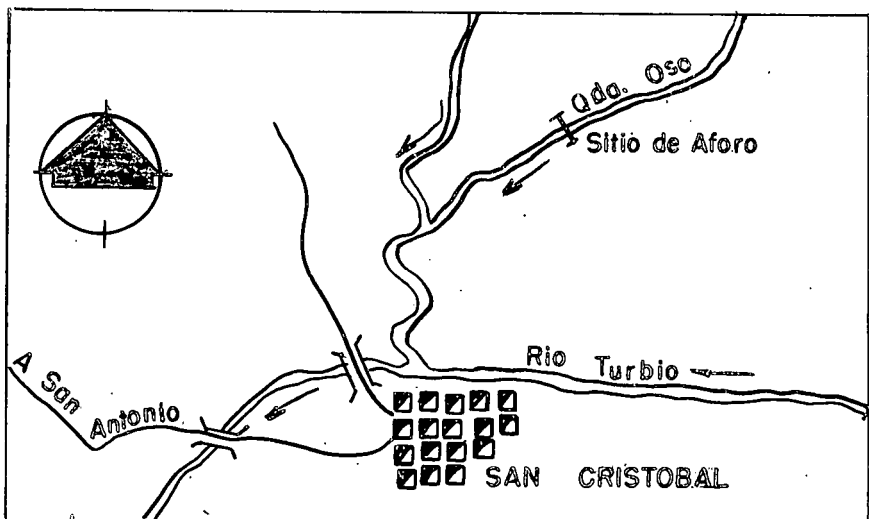 Qda. Oso
Sitio de Aforo
Rio Turbio
A San Antonio
SAN CRISTOBAL